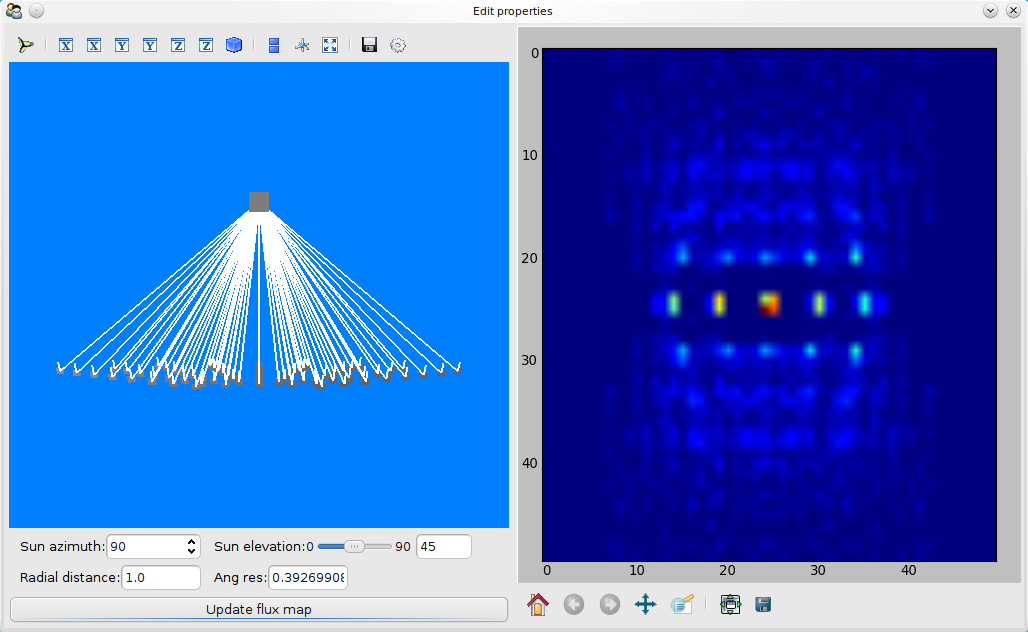 Edit properties
X X Y Y Z Z
0
10
20
30
40
0 10 20 30 40
Sun azimuth: 90 Sun elevation: 0 90 45
Radial distance: 1.0 Ang res: 0.39269908
Update flux map